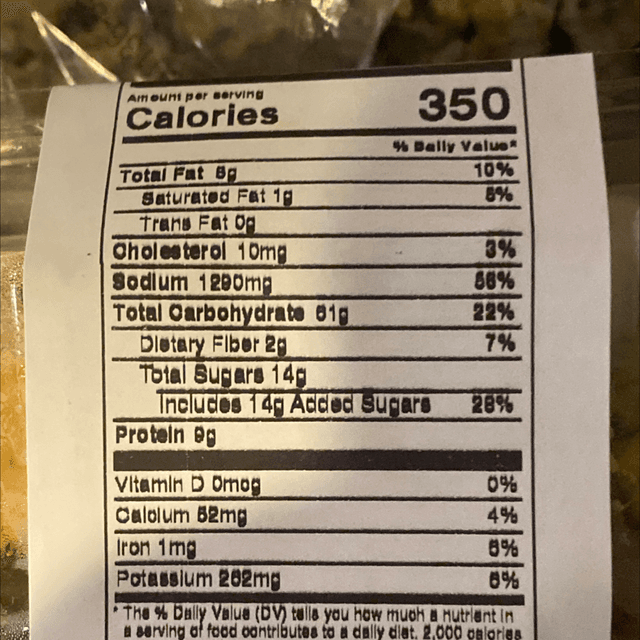 Amount per serving
Calories 350
% Daily Value*
Total Fat 8g 10%
Saturated Fat 1g 5%
Trans Fat 0g
Cholesterol 10mg 3%
Sodium 1290mg 56%
Total Carbohydrate 61g 22%
Dietary Fiber 2g 7%
Total Sugars 14g
Includes 14g Added Sugars 28%
Protein 9g
Vitamin D 0mcg 0%
Calcium 52mg 4%
Iron 1mg 6%
Potassium 262mg 6%
* The % Daily Value (DV) tells you how much a nutrient in
a serving of food contributes to a daily diet. 2,000 calories